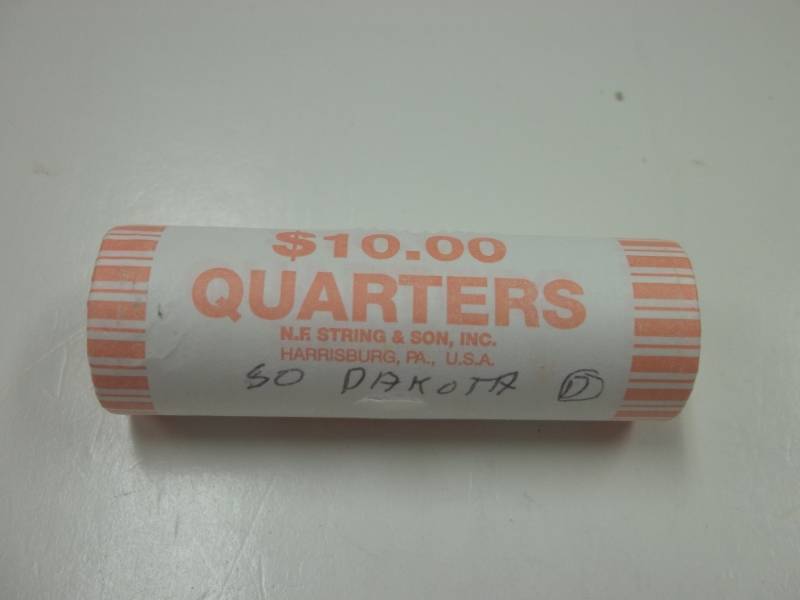 $10.00
QUARTERS
N.F. STRING & SON, INC.
HARRISBURG, PA., U.S.A.
SO DAKOTA D